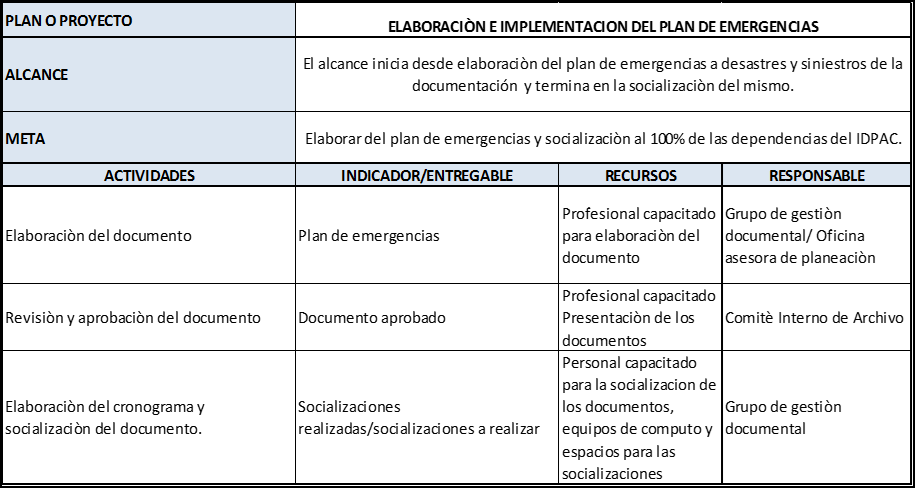 PLAN O PROYECTO
ELABORACIÒN E IMPLEMENTACION DEL PLAN DE EMERGENCIAS
ALCANCE
El alcance inicia desde elaboraciòn del plan de emergencias a desastres y siniestros de la
documentación y termina en la socializaciòn del mismo.
META
Elaborar del plan de emergencias y socializaciòn al 100% de las dependencias del IDPAC.
ACTIVIDADES
INDICADOR/ENTREGABLE
RECURSOS
RESPONSABLE
Elaboraciòn del documento
Plan de emergencias
Profesional capacitado
para elaboraciòn del
documento
Grupo de gestiòn
documental/ Oficina
asesora de planeaciòn
Revisiòn y aprobaciòn del documento
Documento aprobado
Profesional capacitado
Presentaciòn de los
documentos
Comitè Interno de Archivo
Elaboraciòn del cronograma y
socializaciòn del documento.
Socializaciones
realizadas/socializaciones a realizar
Personal capacitado
para la socializacion de
los documentos,
equipos de computo y
espacios para las
socializaciones
Grupo de gestiòn
documental